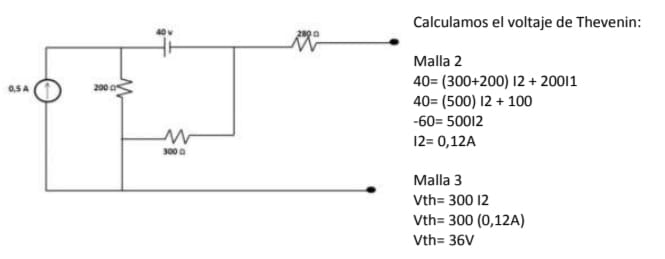 40 v
280 Ω
0,5 A
200 Ω
300 Ω
Calculamos el voltaje de Thevenin:
Malla 2
40= (300+200) I2 + 200I1
40= (500) I2 + 100
-60= 500I2
I2= 0,12A
Malla 3
Vth= 300 I2
Vth= 300 (0,12A)
Vth= 36V